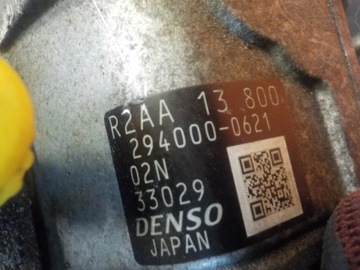 R2AA 13 800
294000-0621
02N
33029
DENSO
JAPAN